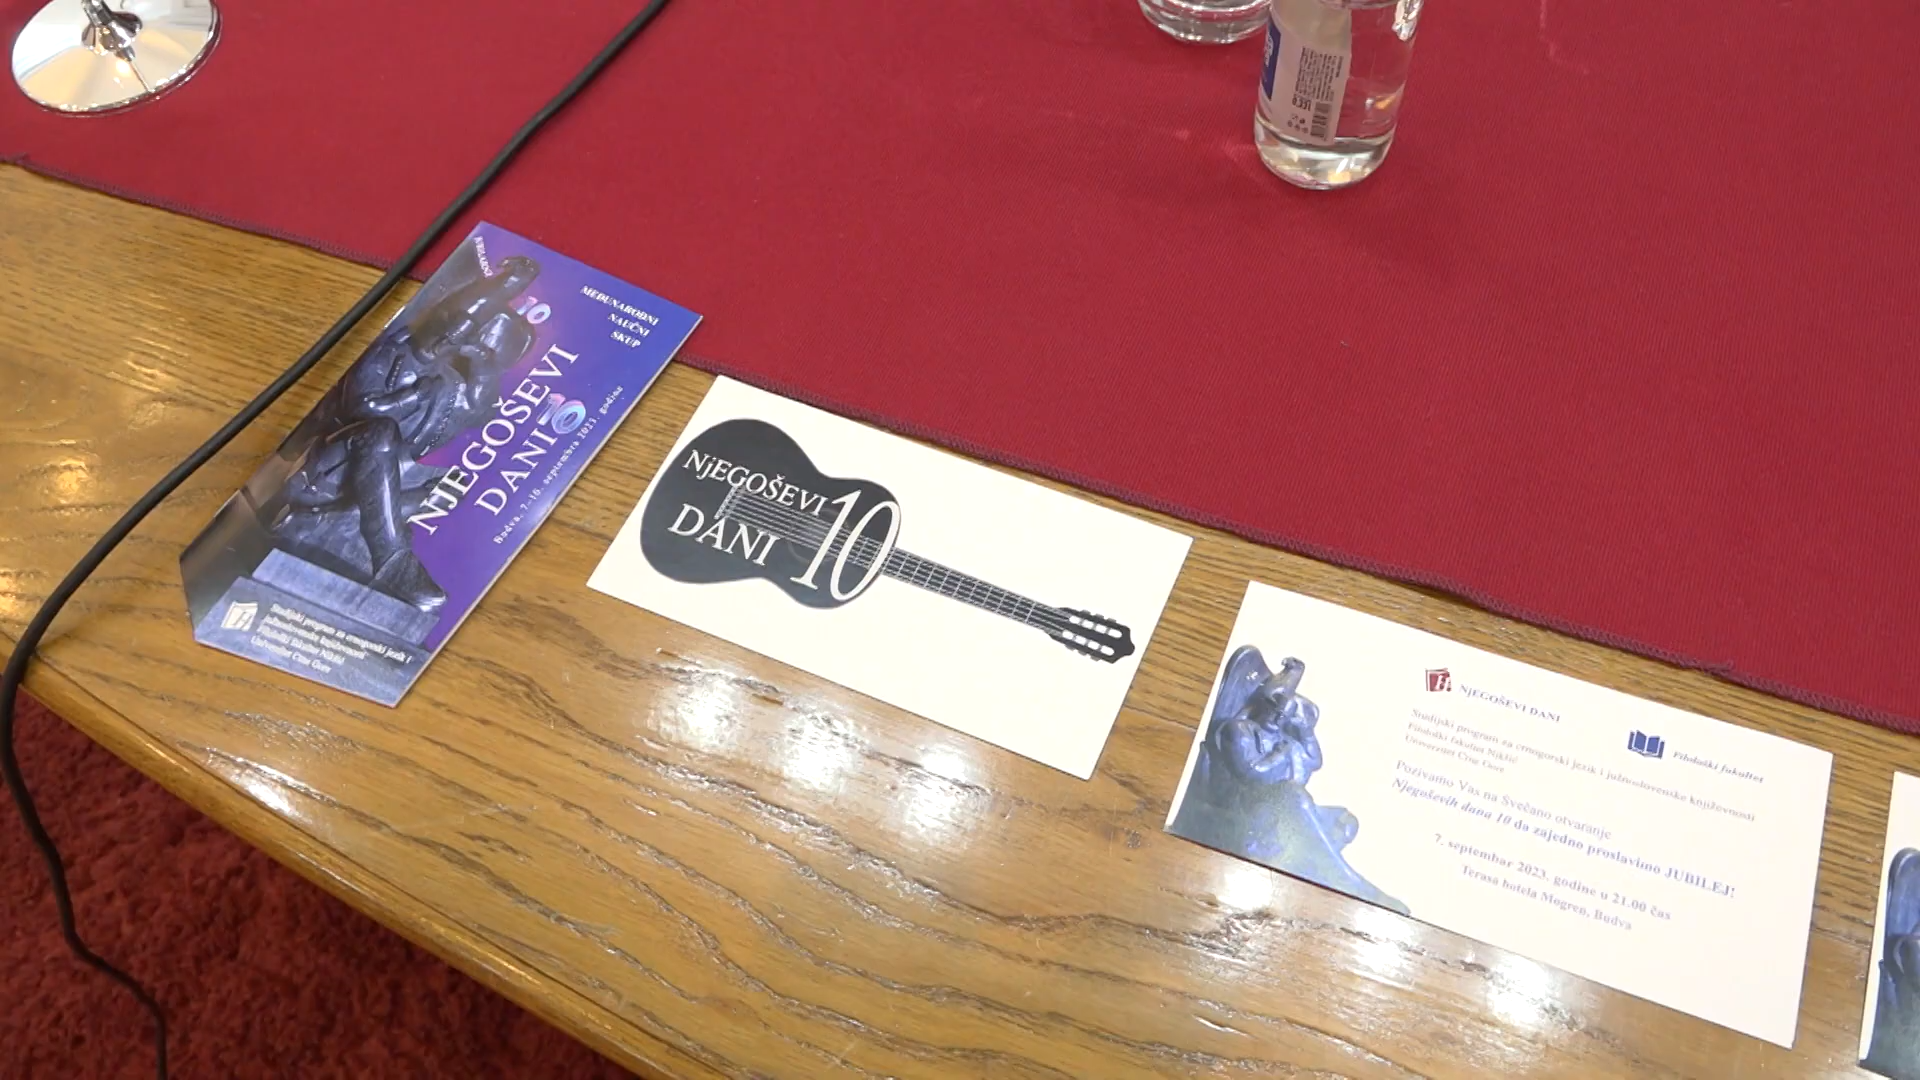 JUBILARNI
10
MEĐUNARODNI
NAUČNI
SKUP
NJEGOŠEVI
DANI 10
Budva, 7-10. septembra 2023. godine
Studijski program za crnogorski jezik i
južnoslovenske književnosti
Filološki fakultet Nikšić
Univerzitet Crne Gore
NjEGOŠEVI
DANI 10
NjEGOŠEVI DANI
Filološki fakultet
Studijski program za crnogorski jezik i južnoslovenske književnosti
Filološki fakultet Nikšić
Univerzitet Crne Gore
Pozivamo Vas na Svečano otvaranje
Njegoševih dana 10 da zajedno proslavimo JUBILEJ!
7. septembar 2023. godine u 21.00 čas
Terasa hotela Mogren, Budva
0,33l